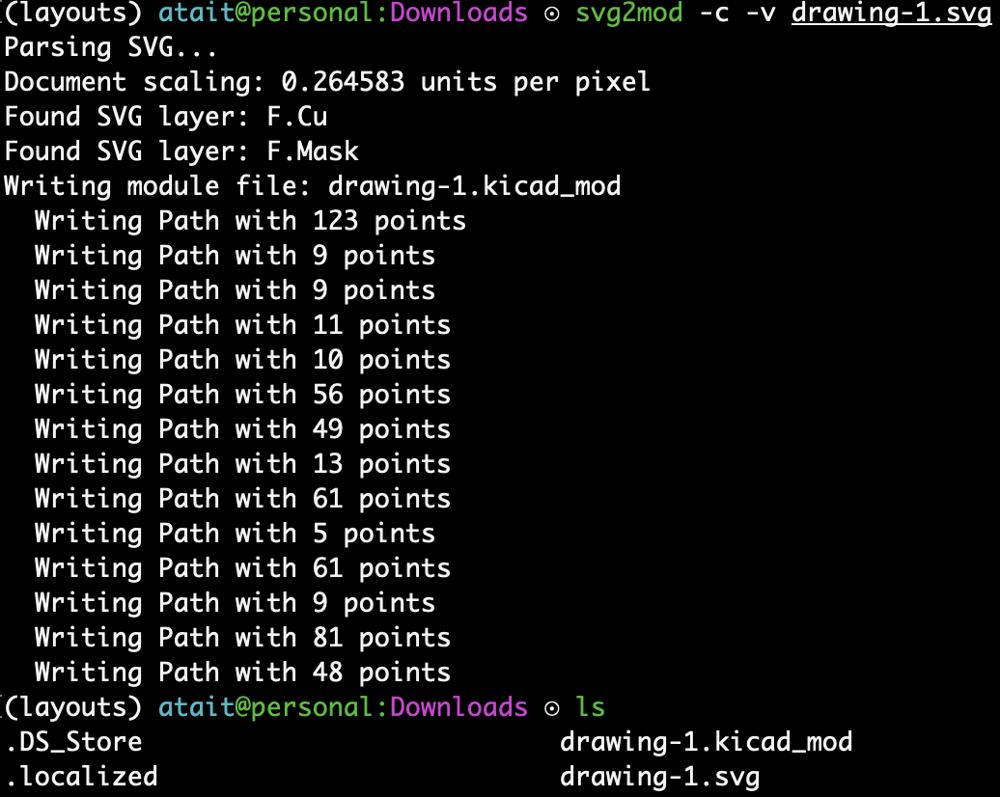 (layouts) atait@personal:Downloads ⊙ svg2mod -c -v drawing-1.svg
Parsing SVG...
Document scaling: 0.264583 units per pixel
Found SVG layer: F.Cu
Found SVG layer: F.Mask
Writing module file: drawing-1.kicad_mod
  Writing Path with 123 points
  Writing Path with 9 points
  Writing Path with 9 points
  Writing Path with 11 points
  Writing Path with 10 points
  Writing Path with 56 points
  Writing Path with 49 points
  Writing Path with 13 points
  Writing Path with 61 points
  Writing Path with 5 points
  Writing Path with 61 points
  Writing Path with 9 points
  Writing Path with 81 points
  Writing Path with 48 points
(layouts) atait@personal:Downloads ⊙ ls
.DS_Store drawing-1.kicad_mod
.localized drawing-1.svg